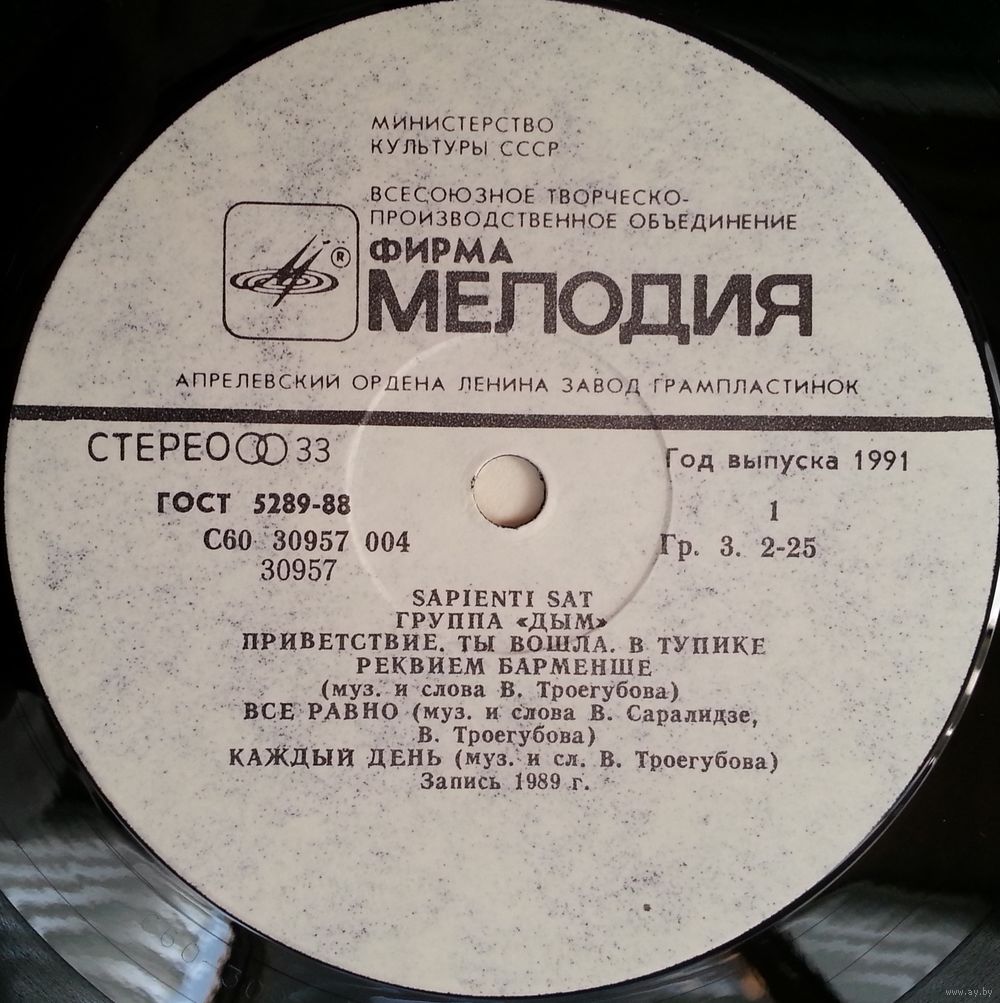 МИНИСТЕРСТВО
КУЛЬТУРЫ СССР
ВСЕСОЮЗНОЕ ТВОРЧЕСКО-
ПРОИЗВОДСТВЕННОЕ ОБЪЕДИНЕНИЕ
ФИРМА
®
МЕЛОДИЯ
АПРЕЛЕВСКИЙ ОРДЕНА ЛЕНИНА ЗАВОД ГРАМПЛАСТИНОК
СТЕРЕО 33
Год выпуска 1991
ГОСТ 5289-88
1
С60 30957 004
Гр. 3. 2-25
30957
SAPIENTI SAT
ГРУППА «ДЫМ»
ПРИВЕТСТВИЕ. ТЫ ВОШЛА. В ТУПИКЕ
РЕКВИЕМ БАРМЕНШЕ
(муз. и слова В. Троегубова)
ВСЕ РАВНО (муз. и слова В. Саралидзе,
В. Троегубова)
КАЖДЫЙ ДЕНЬ (муз. и сл. В. Троегубова)
Запись 1989 г.
www.ay.by